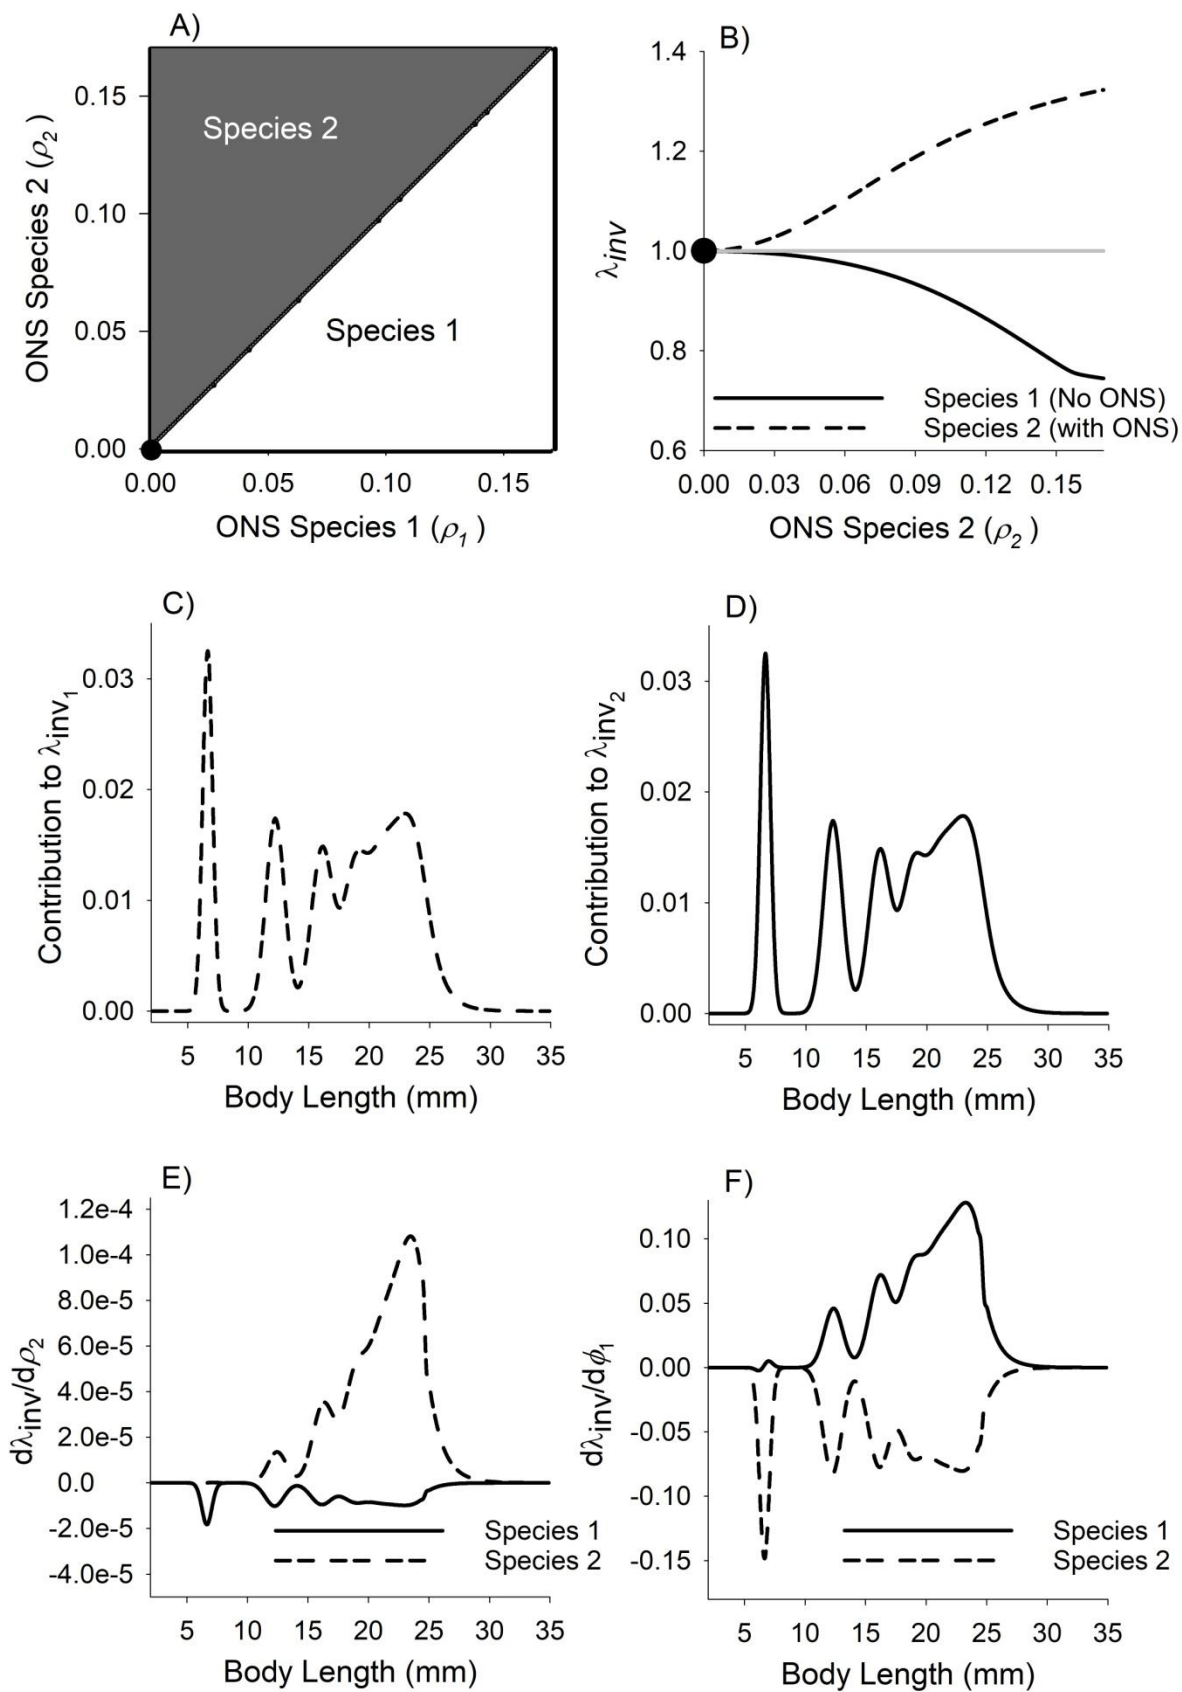 A)
ONS Species 2 (ρ2)
0.15
0.10
0.05
0.00
Species 2
Species 1
0.00 0.05 0.10 0.15
ONS Species 1 (ρ1)
B)
λinv
1.4
1.2
1.0
0.8
0.6
Species 1 (No ONS)
Species 2 (with ONS)
0.00 0.03 0.06 0.09 0.12 0.15
ONS Species 2 (ρ2)
C)
Contribution to λinv1
0.03
0.02
0.01
0.00
5 10 15 20 25 30 35
Body Length (mm)
D)
Contribution to λinv2
0.03
0.02
0.01
0.00
5 10 15 20 25 30 35
Body Length (mm)
E)
dλinv/dρ2
1.2e-4
1.0e-4
8.0e-5
6.0e-5
4.0e-5
2.0e-5
0.0
-2.0e-5
-4.0e-5
Species 1
Species 2
5 10 15 20 25 30 35
Body Length (mm)
F)
dλinv/dϕ1
0.10
0.05
0.00
-0.05
-0.10
-0.15
Species 1
Species 2
5 10 15 20 25 30 35
Body Length (mm)